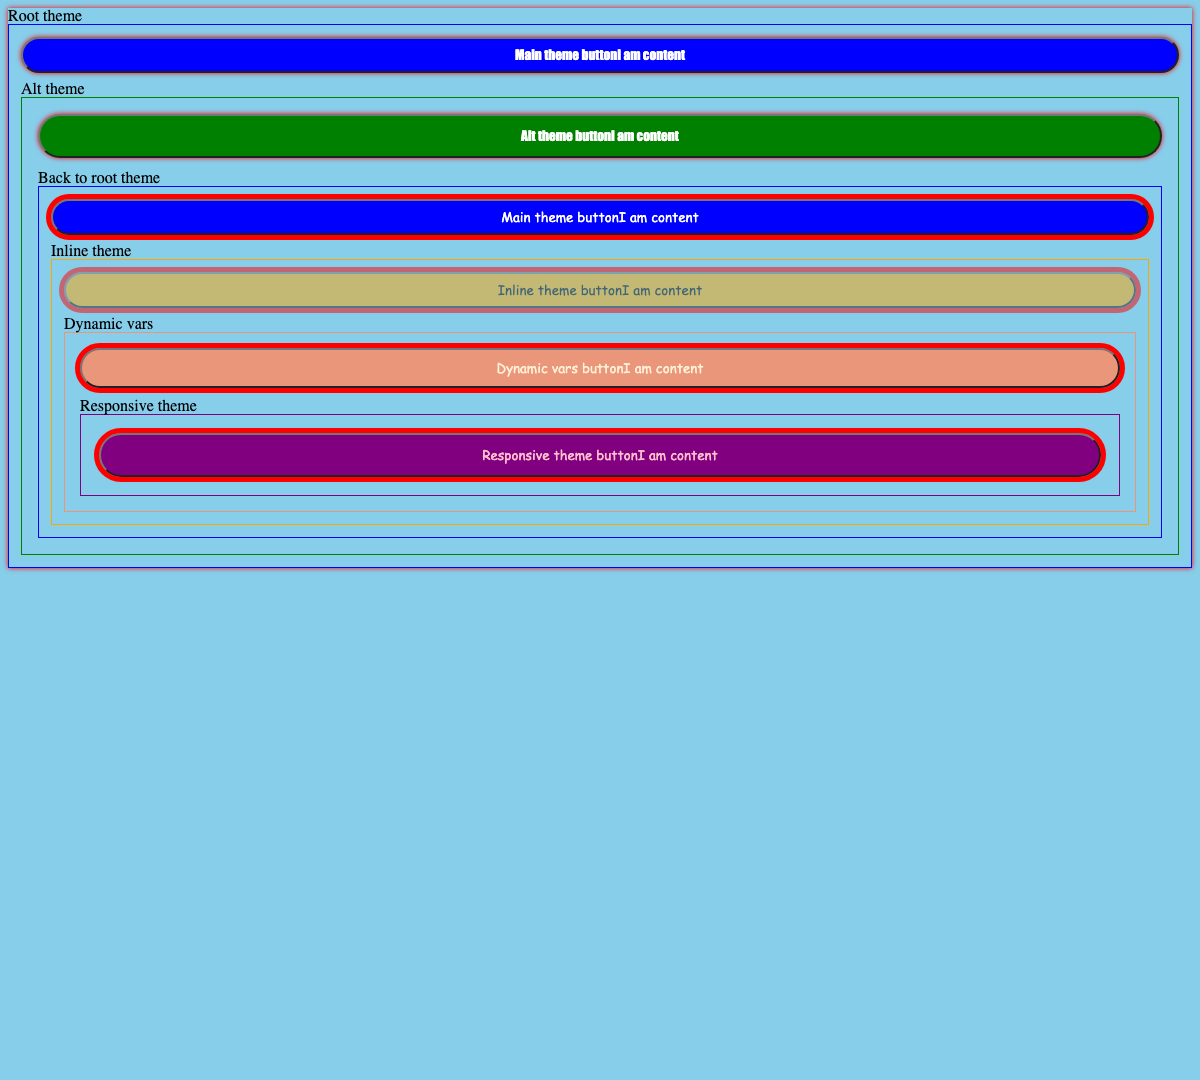 Root theme
Main theme buttonI am content
Alt theme
Alt theme buttonI am content
Back to root theme
Main theme buttonI am content
Inline theme
Inline theme buttonI am content
Dynamic vars
Dynamic vars buttonI am content
Responsive theme
Responsive theme buttonI am content